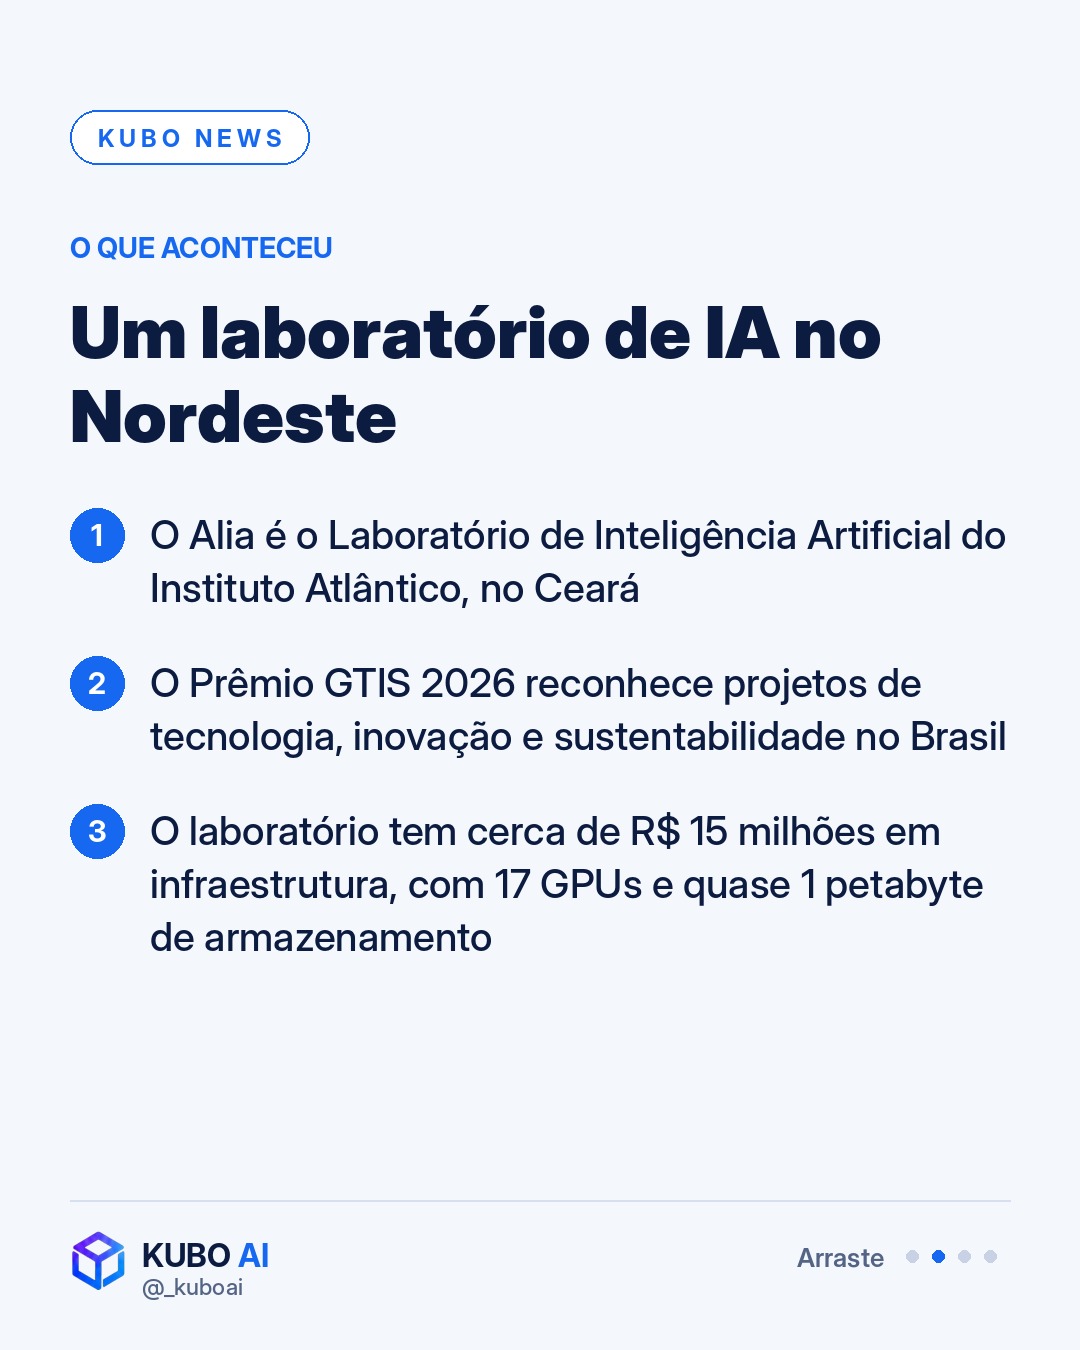 KUBO NEWS
O QUE ACONTECEU
Um laboratório de IA no
Nordeste
1 O Alia é o Laboratório de Inteligência Artificial do
Instituto Atlântico, no Ceará
2 O Prêmio GTIS 2026 reconhece projetos de
tecnologia, inovação e sustentabilidade no Brasil
3 O laboratório tem cerca de R$ 15 milhões em
infraestrutura, com 17 GPUs e quase 1 petabyte
de armazenamento
KUBO AI
@_kuboai
Arraste